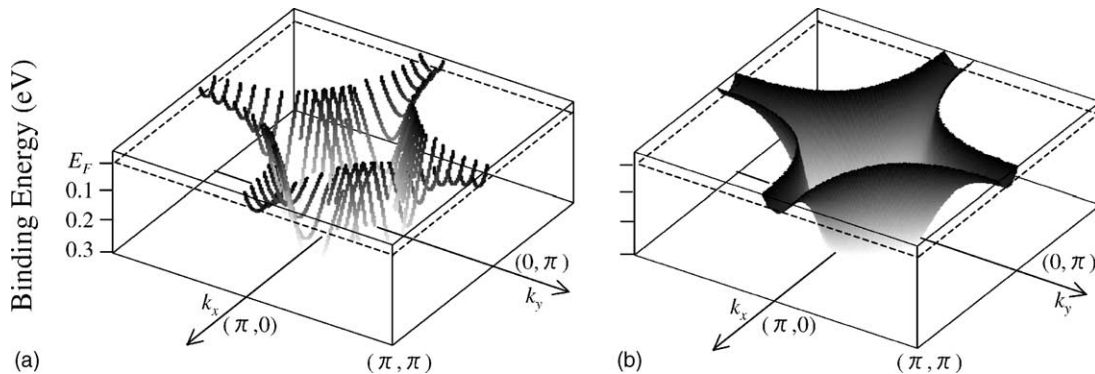 Binding Energy (eV)
E_F
0.1
0.2
0.3
k_x
(π,0)
(0,π)
k_y
(π,π)
(a)
k_x
(π,0)
(0,π)
k_y
(π,π)
(b)